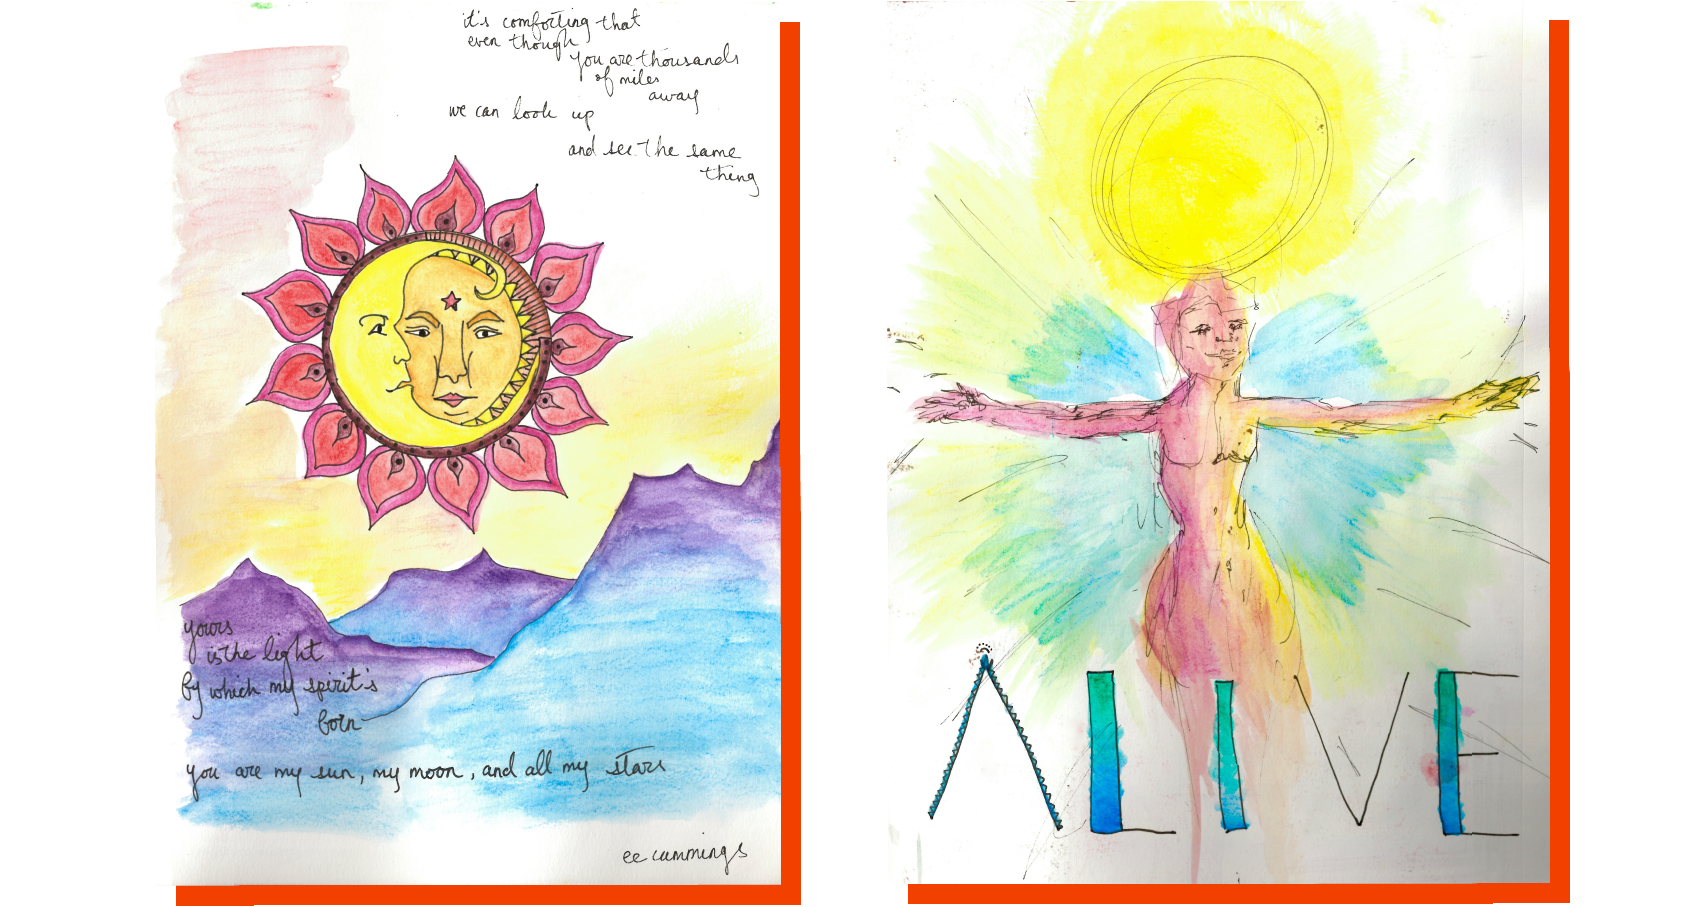 it's comforting that
even though
you are thousands
of miles
away
we can look up
and see the same
thing
yours
is the light
by which my spirit's
born
you are my sun, my moon, and all my stars
ee cummings
ALIVE